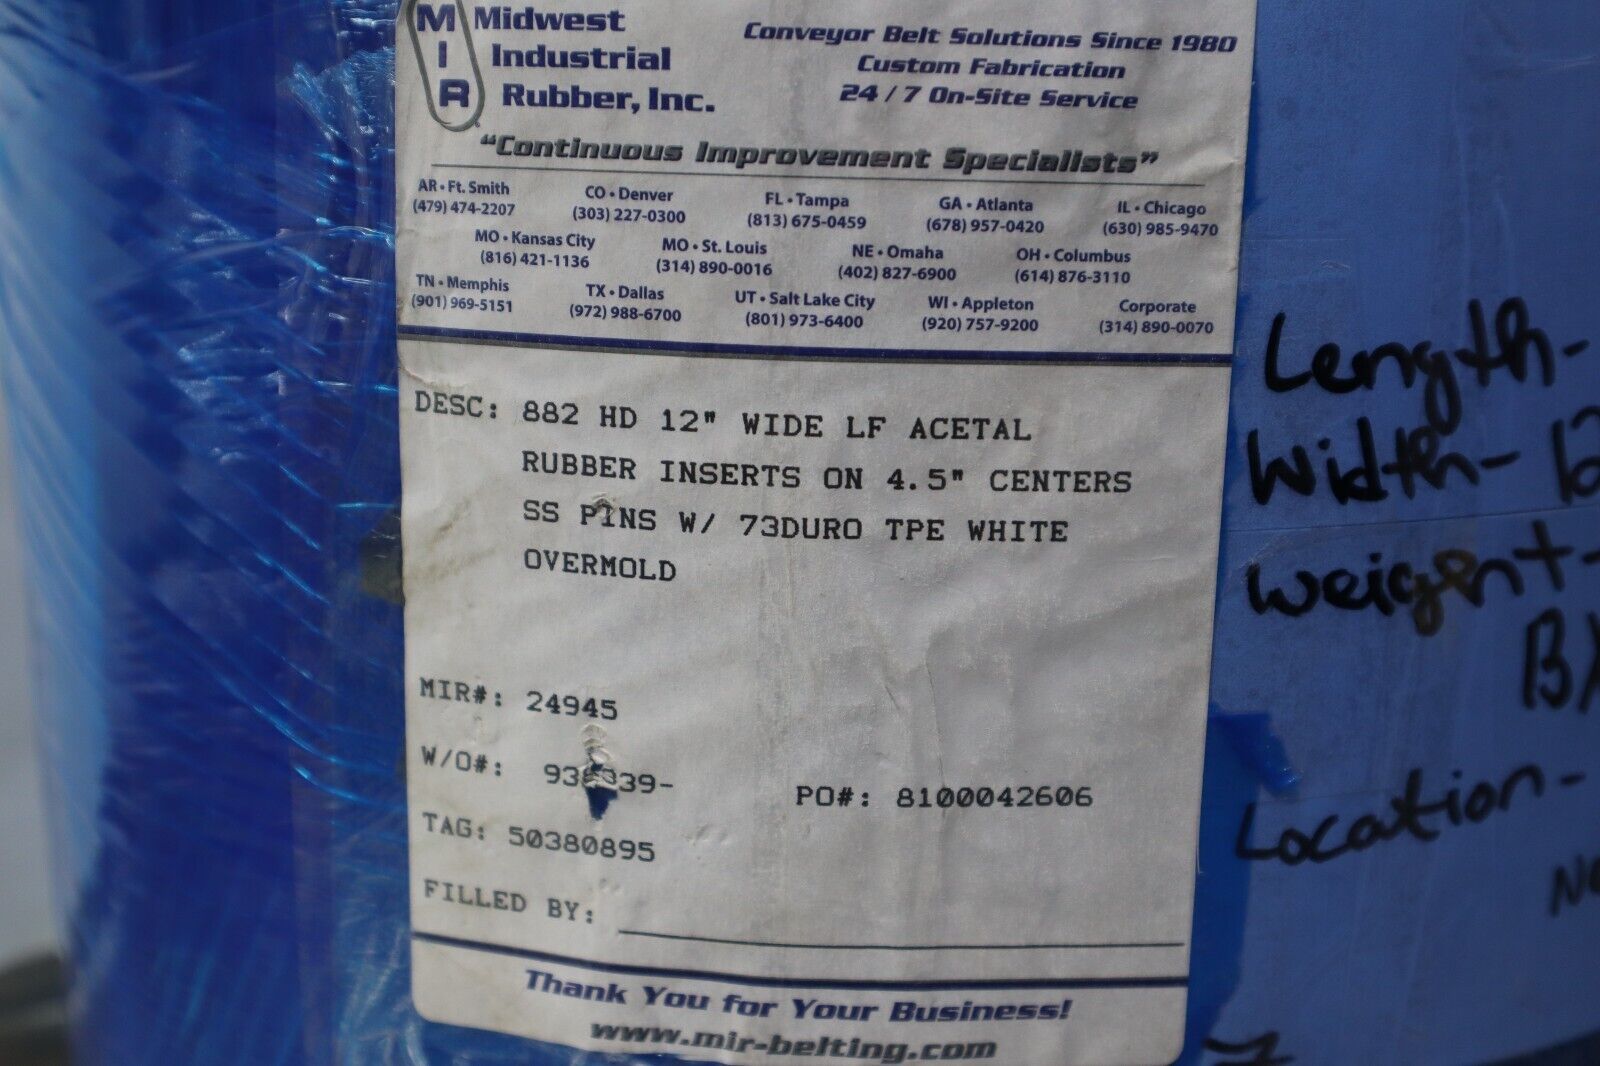 MIR Midwest
Industrial
Rubber, Inc.
Conveyor Belt Solutions Since 1980
Custom Fabrication
24 / 7 On-Site Service
"Continuous Improvement Specialists"
AR • Ft. Smith CO • Denver FL • Tampa GA • Atlanta IL • Chicago
(479) 474-2207 (303) 227-0300 (813) 675-0459 (678) 957-0420 (630) 985-9470
MO • Kansas City MO • St. Louis NE • Omaha OH • Columbus
(816) 421-1136 (314) 890-0016 (402) 827-6900 (614) 876-3110
TN • Memphis TX • Dallas UT • Salt Lake City WI • Appleton Corporate
(901) 969-5151 (972) 988-6700 (801) 973-6400 (920) 757-9200 (314) 890-0070
DESC: 882 HD 12" WIDE LF ACETAL
RUBBER INSERTS ON 4.5" CENTERS
SS PINS W/ 73DURO TPE WHITE
OVERMOLD
MIR#: 24945
W/O#:
PO#: 8100042606
TAG: 50380895
FILLED BY:
Thank You for Your Business!
www.mir-belting.com
Length-
Width-
Weigent-
Location-